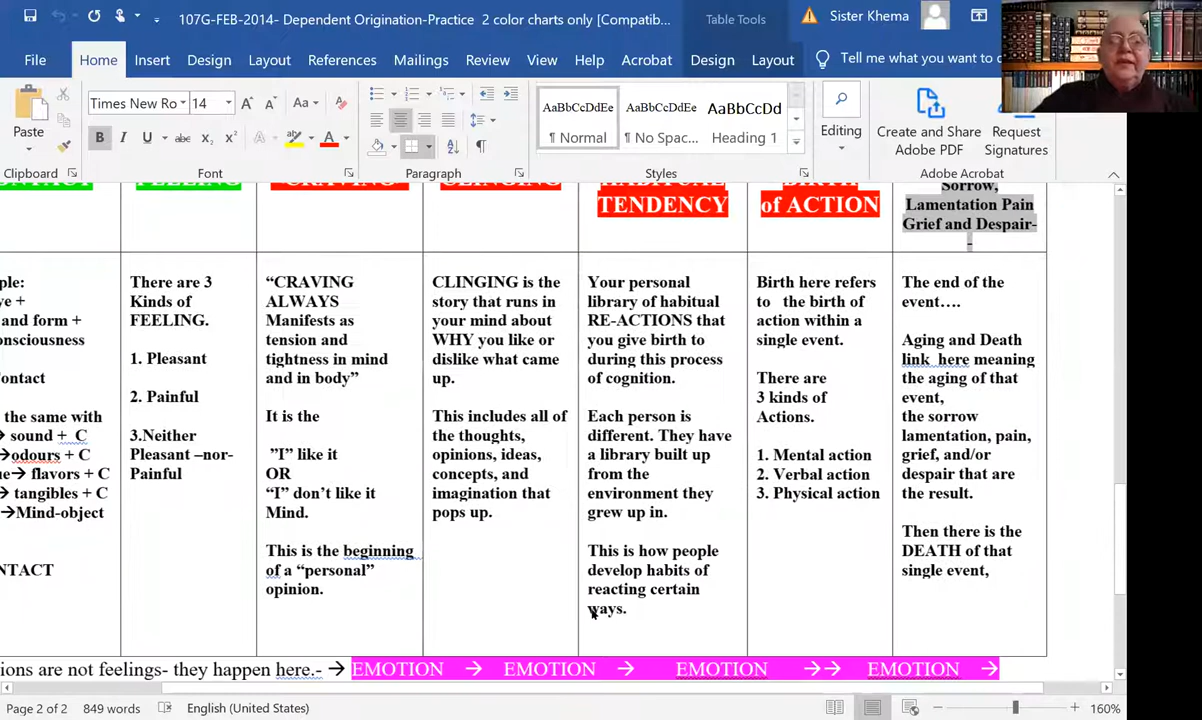 107G-FEB-2014- Dependent Origination-Practice 2 color charts only [Compatib...
Table Tools
Sister Khema
File Home Insert Design Layout References Mailings Review View Help Acrobat Design Layout Tell me what you want to
Times New Ro 14 Aa
AaBbCcDdEe AaBbCcDdEe AaBbCcDd
¶ Normal ¶ No Spac... Heading 1
Paste
Editing
Create and Share
Adobe PDF
Request
Signatures
Clipboard Font Paragraph Styles Adobe Acrobat
FEELING
"CRAVING"
CLINGING
TENDENCY
of ACTION
Sorrow,
Lamentation Pain
Grief and Despair-
-
ple:
ye +
and form +
onsciousness
ontact
the same with
→ sound + C
→odours + C
ue→ flavors + C
→ tangibles + C
→Mind-object
NTACT
There are 3
Kinds of
FEELING.
1. Pleasant
2. Painful
3.Neither
Pleasant –nor-
Painful
“CRAVING
ALWAYS
Manifests as
tension and
tightness in mind
and in body”
It is the
”I” like it
OR
“I” don’t like it
Mind.
This is the beginning
of a “personal”
opinion.
CLINGING is the
story that runs in
your mind about
WHY you like or
dislike what came
up.
This includes all of
the thoughts,
opinions, ideas,
concepts, and
imagination that
pops up.
Your personal
library of habitual
RE-ACTIONS that
you give birth to
during this process
of cognition.
Each person is
different. They have
a library built up
from the
environment they
grew up in.
This is how people
develop habits of
reacting certain
ways.
Birth here refers
to the birth of
action within a
single event.
There are
3 kinds of
Actions.
1. Mental action
2. Verbal action
3. Physical action
The end of the
event….
Aging and Death
link here meaning
the aging of that
event,
the sorrow
lamentation, pain,
grief, and/or
despair that are
the result.
Then there is the
DEATH of that
single event,
ions are not feelings- they happen here.- → EMOTION → EMOTION → EMOTION →→ EMOTION →
Page 2 of 2 849 words English (United States) 160%